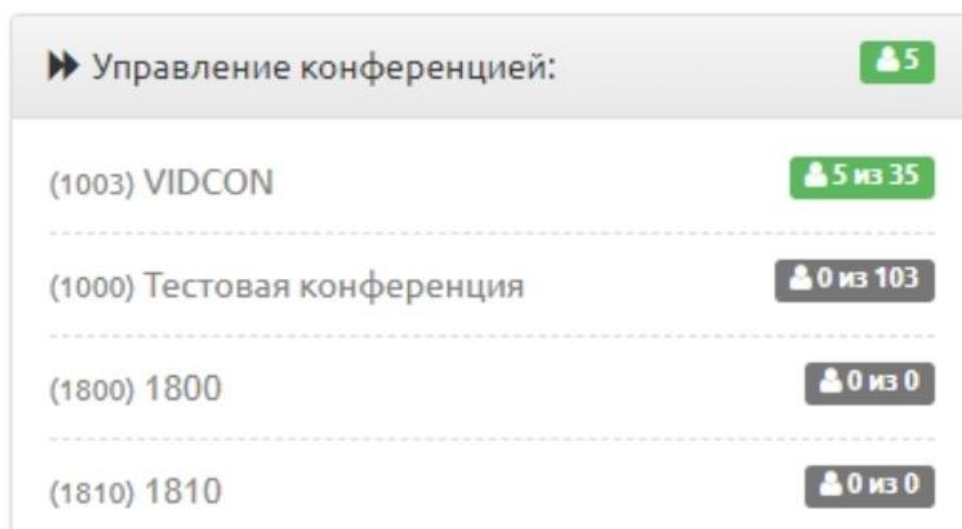 Управление конференцией: 5
(1003) VIDCON 5 из 35
(1000) Тестовая конференция 0 из 103
(1800) 1800 0 из 0
(1810) 1810 0 из 0